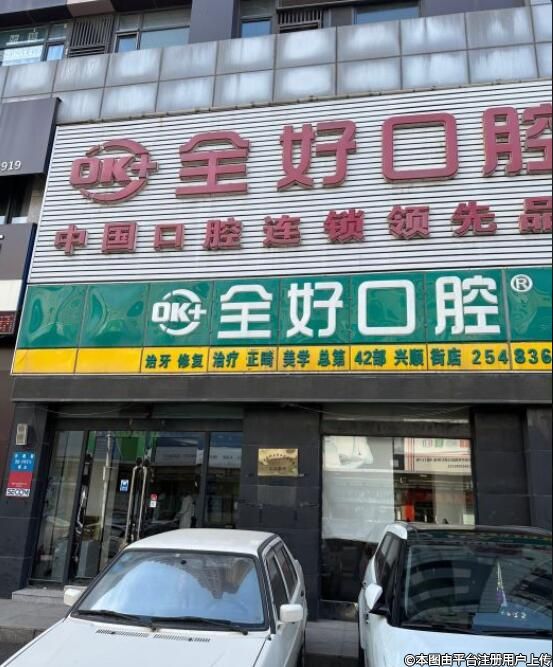 919
OK+ 全好口腔
中国口腔连锁领先品
OK+ 全好口腔®
治牙 修复 治疗 正畸 美学 总第 42部 兴顺 街店 254836
SECOM
©本图由平台注册用户上传